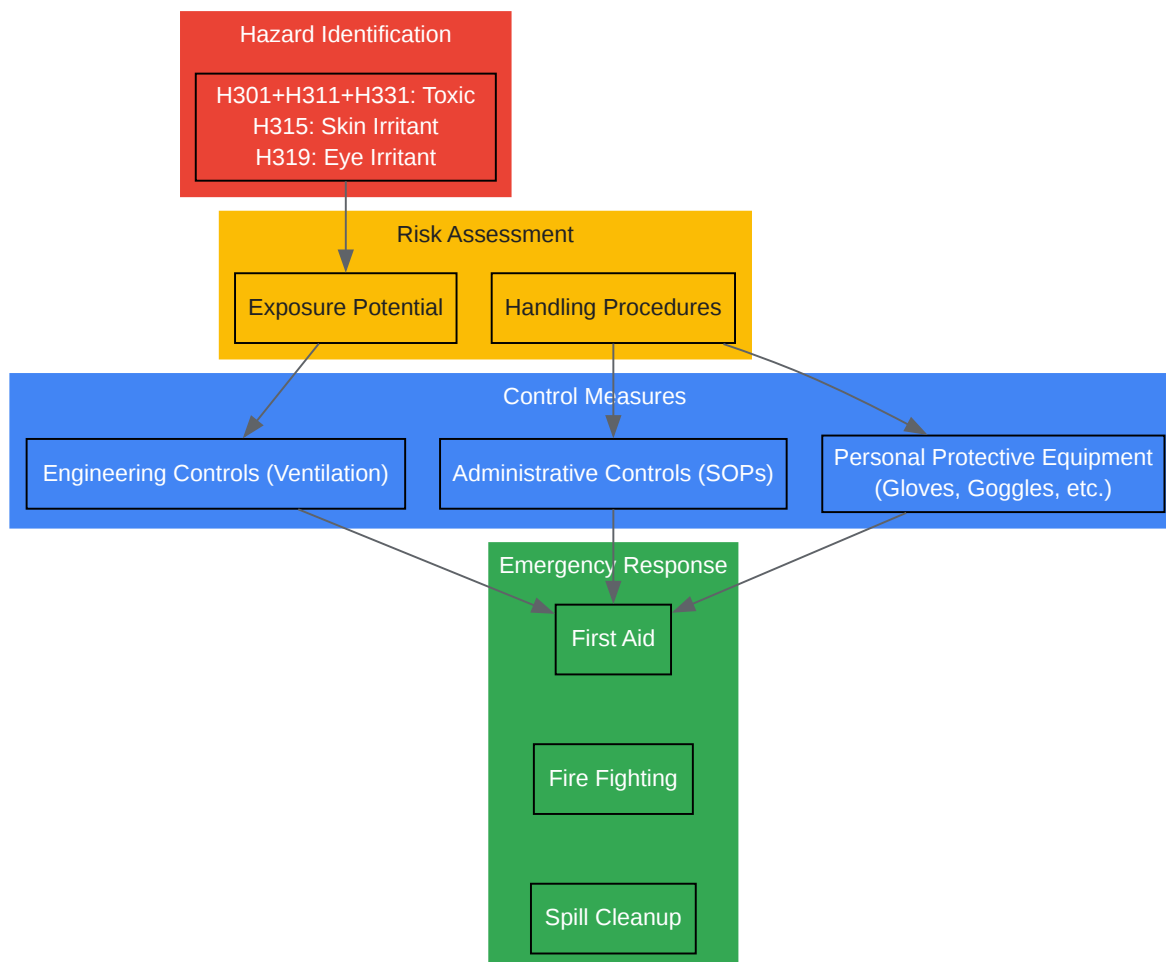 Hazard Identification
H301+H311+H331: Toxic
H315: Skin Irritant
H319: Eye Irritant
Risk Assessment
Exposure Potential
Handling Procedures
Control Measures
Engineering Controls (Ventilation)
Administrative Controls (SOPs)
Personal Protective Equipment
(Gloves, Goggles, etc.)
Emergency Response
First Aid
Fire Fighting
Spill Cleanup